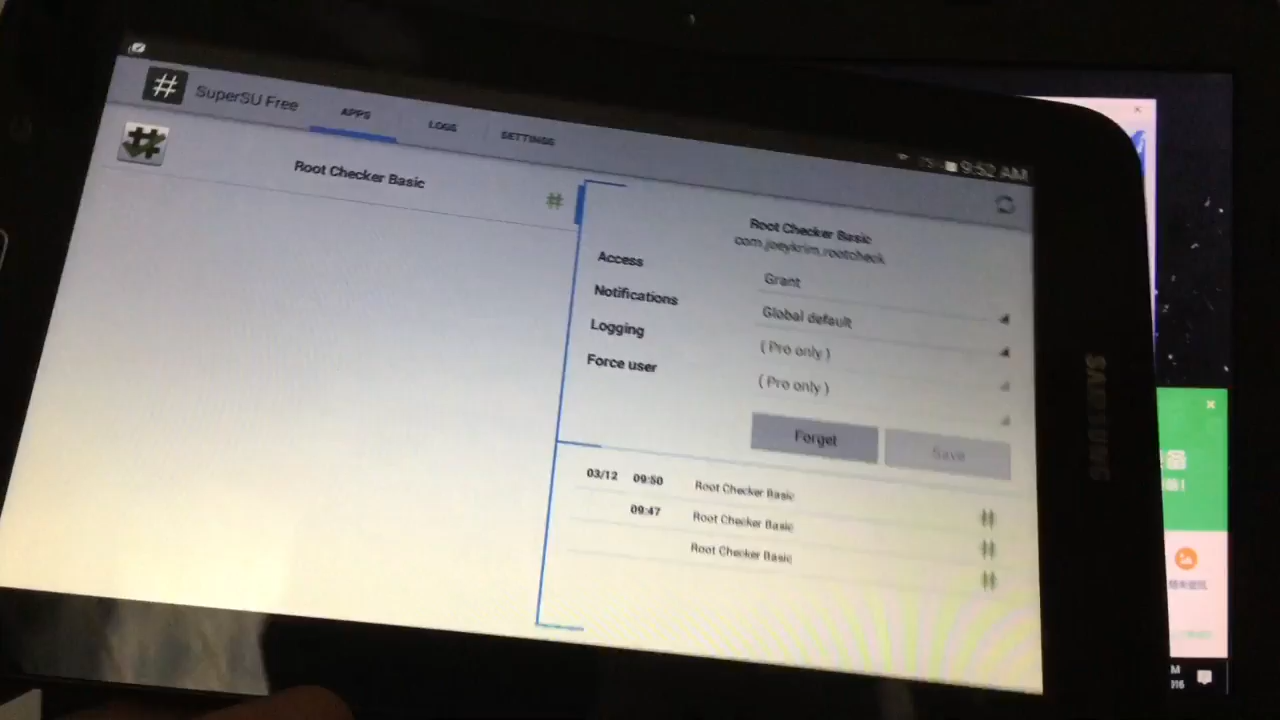 SuperSU Free
APPS
LOGS
SETTINGS
9:52 AM
Root Checker Basic
Root Checker Basic
com.joeykrim.rootcheck
Access
Grant
Notifications
Global default
Logging
( Pro only )
Force user
( Pro only )
Forget
Save
03/12 09:50 Root Checker Basic
09:47 Root Checker Basic
Root Checker Basic
SAMSUNG
M
016